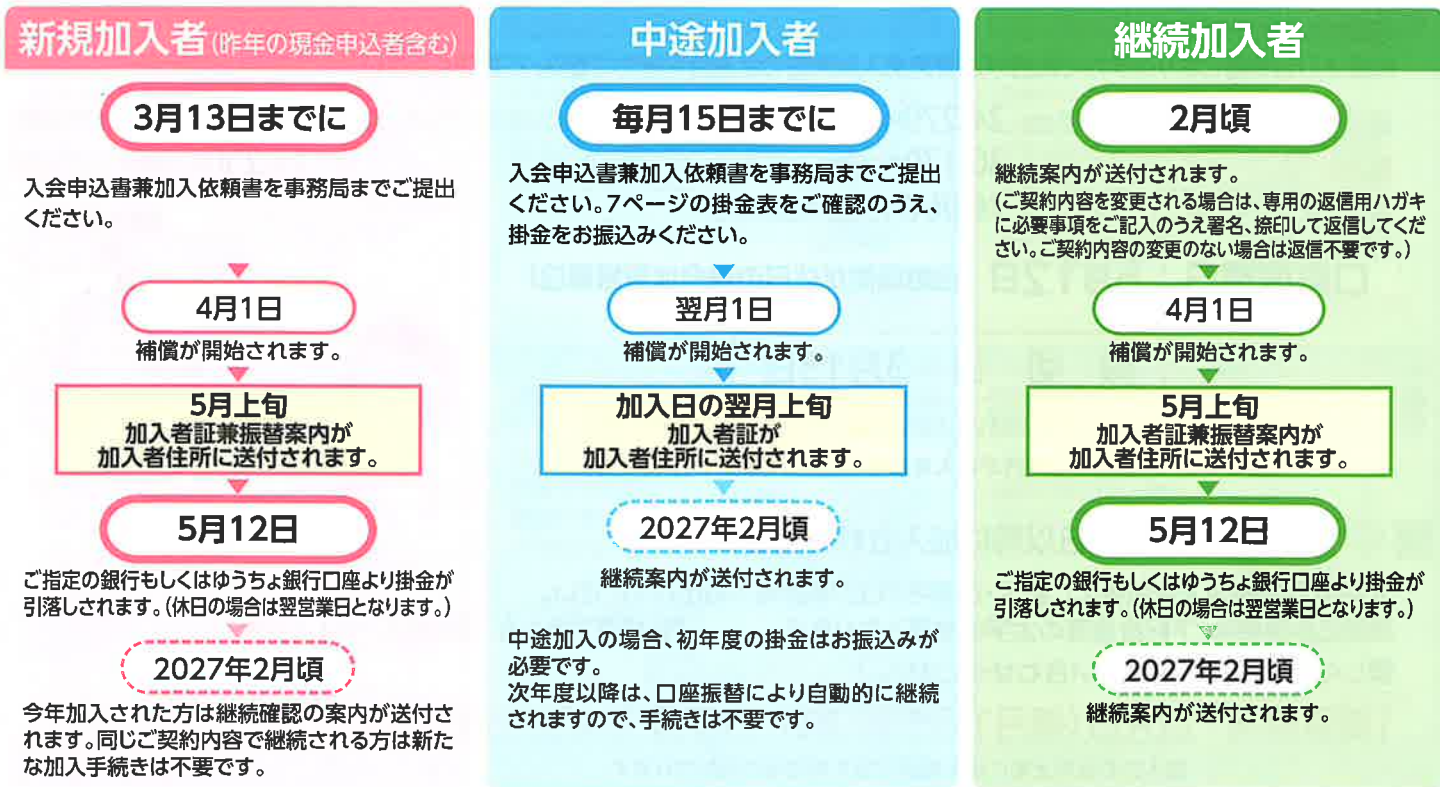 新規加入者(昨年の現金申込者含む)
3月13日までに
入会申込書兼加入依頼書を事務局までご提出
ください。
4月1日
補償が開始されます。
5月上旬
加入者証兼振替案内が
加入者住所に送付されます。
5月12日
ご指定の銀行もしくはゆうちょ銀行口座より掛金が
引落しされます。(休日の場合は翌営業日となります。)
2027年2月頃
今年加入された方は継続確認の案内が送付さ
れます。同じご契約内容で継続される方は新た
な加入手続きは不要です。
中途加入者
毎月15日までに
入会申込書兼加入依頼書を事務局までご提出
ください。7ページの掛金表をご確認のうえ、
掛金をお振込みください。
翌月1日
補償が開始されます。
加入日の翌月上旬
加入者証が
加入者住所に送付されます。
2027年2月頃
継続案内が送付されます。
中途加入の場合、初年度の掛金はお振込みが
必要です。
次年度以降は、口座振替により自動的に継続
されますので、手続きは不要です。
継続加入者
2月頃
継続案内が送付されます。
(ご契約内容を変更される場合は、専用の返信用ハガキ
に必要事項をご記入のうえ署名、捺印して返信してくだ
さい。ご契約内容の変更のない場合は返信不要です。)
4月1日
補償が開始されます。
5月上旬
加入者証兼振替案内が
加入者住所に送付されます。
5月12日
ご指定の銀行もしくはゆうちょ銀行口座より掛金が
引落しされます。(休日の場合は翌営業日となります。)
2027年2月頃
継続案内が送付されます。